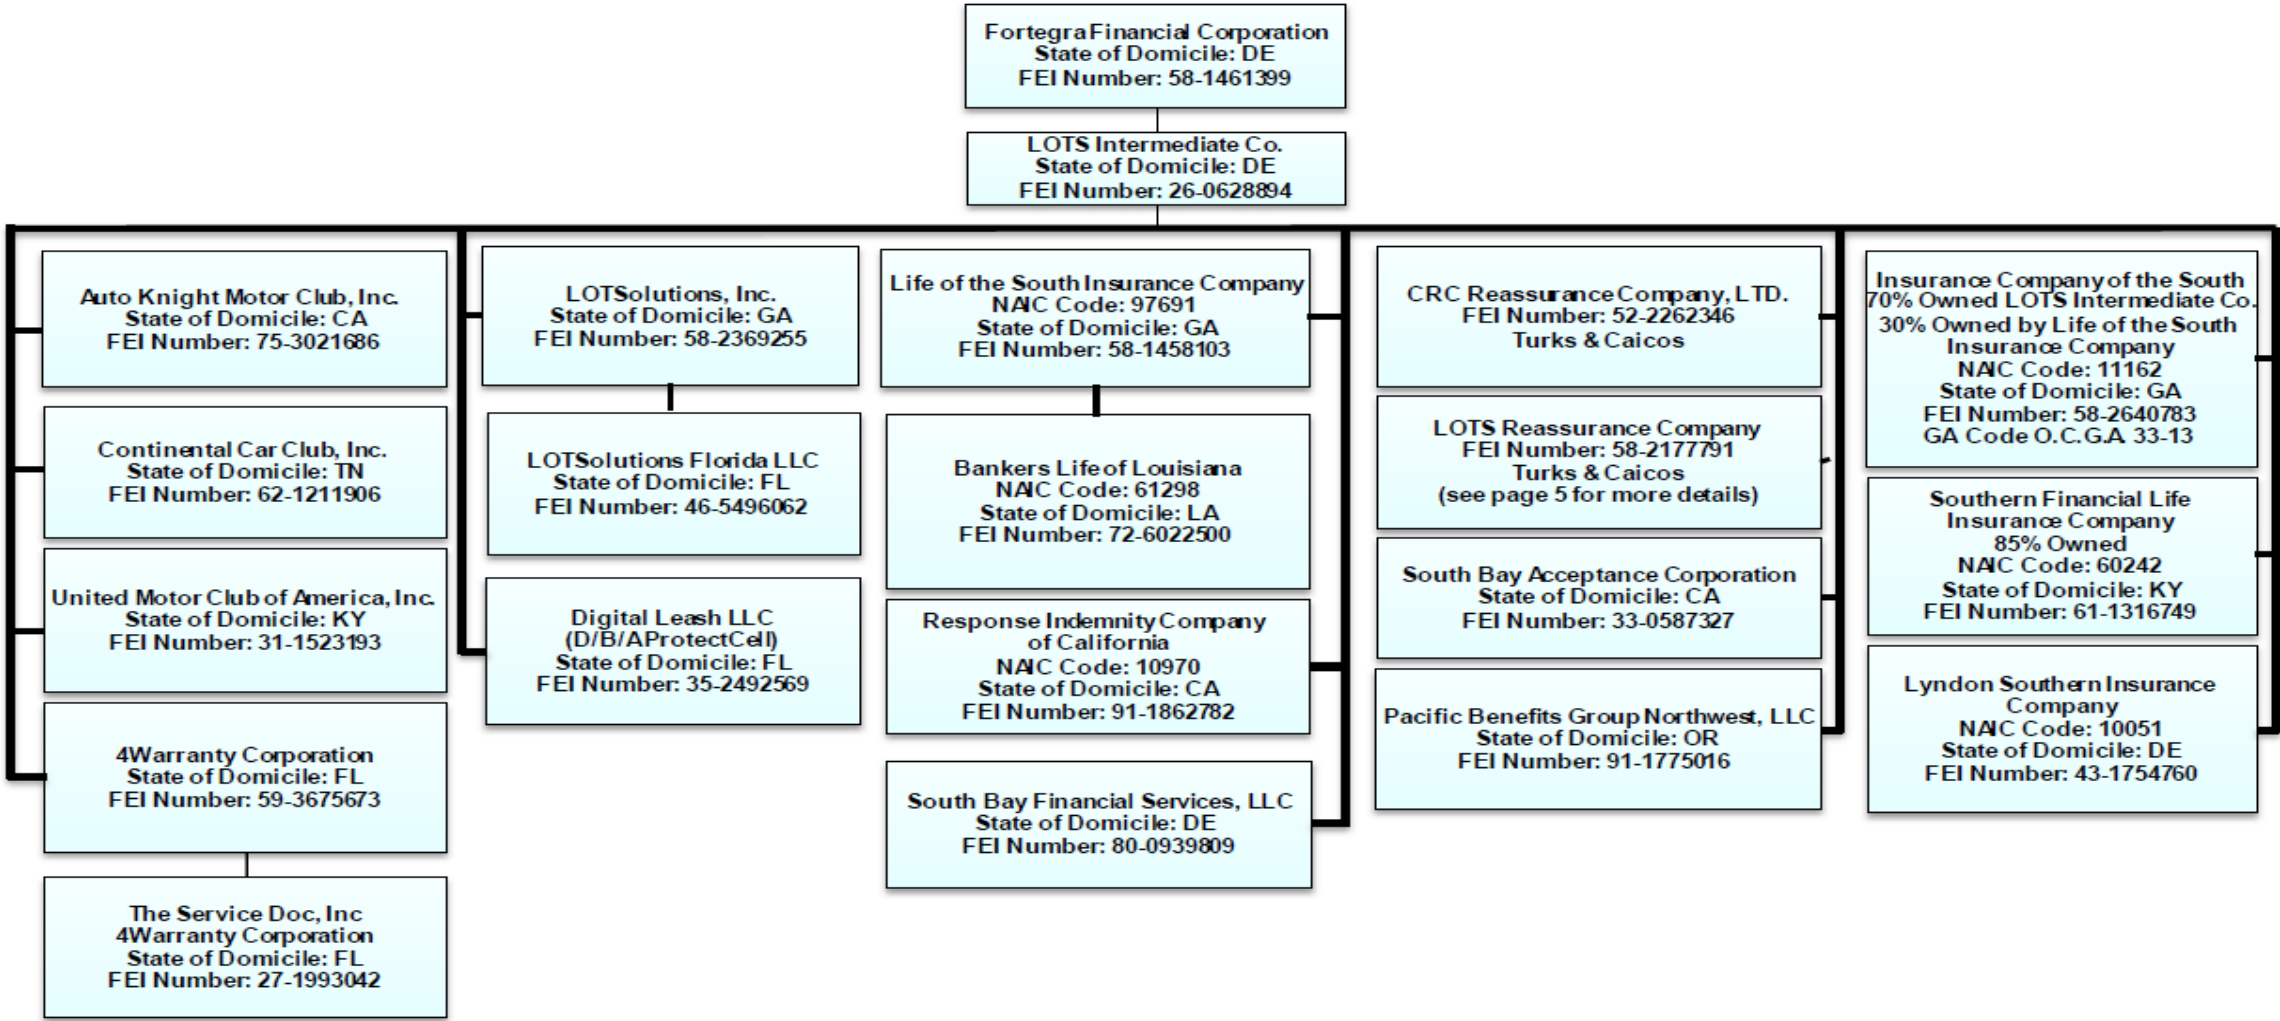 Fortegra Financial Corporation
State of Domicile: DE
FEI Number: 58-1461399
LOTS Intermediate Co.
State of Domicile: DE
FEI Number: 26-0628894
Auto Knight Motor Club, Inc.
State of Domicile: CA
FEI Number: 75-3021686
Continental Car Club, Inc.
State of Domicile: TN
FEI Number: 62-1211906
United Motor Club of America, Inc.
State of Domicile: KY
FEI Number: 31-1523193
4Warranty Corporation
State of Domicile: FL
FEI Number: 59-3675673
The Service Doc, Inc
4Warranty Corporation
State of Domicile: FL
FEI Number: 27-1993042
LOTSolutions, Inc.
State of Domicile: GA
FEI Number: 58-2369255
LOTSolutions Florida LLC
State of Domicile: FL
FEI Number: 46-5496062
Digital Leash LLC
(D/B/A ProtectCell)
State of Domicile: FL
FEI Number: 35-2492569
Life of the South Insurance Company
NAIC Code: 97691
State of Domicile: GA
FEI Number: 58-1458103
Bankers Life of Louisiana
NAIC Code: 61298
State of Domicile: LA
FEI Number: 72-6022500
Response Indemnity Company
of California
NAIC Code: 10970
State of Domicile: CA
FEI Number: 91-1862782
South Bay Financial Services, LLC
State of Domicile: DE
FEI Number: 80-0939809
CRC Reassurance Company, LTD.
FEI Number: 52-2262346
Turks & Caicos
LOTS Reassurance Company
FEI Number: 58-2177791
Turks & Caicos
(see page 5 for more details)
South Bay Acceptance Corporation
State of Domicile: CA
FEI Number: 33-0587327
Pacific Benefits Group Northwest, LLC
State of Domicile: OR
FEI Number: 91-1775016
Insurance Company of the South
70% Owned LOTS Intermediate Co.
30% Owned by Life of the South
Insurance Company
NAIC Code: 11162
State of Domicile: GA
FEI Number: 58-2640783
GA Code O.C.G.A. 33-13
Southern Financial Life
Insurance Company
85% Owned
NAIC Code: 60242
State of Domicile: KY
FEI Number: 61-1316749
Lyndon Southern Insurance
Company
NAIC Code: 10051
State of Domicile: DE
FEI Number: 43-1754760